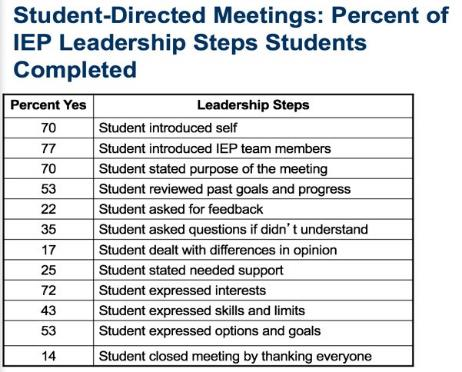 Student-Directed Meetings: Percent of
IEP Leadership Steps Students
Completed
Percent Yes Leadership Steps
70 Student introduced self
77 Student introduced IEP team members
70 Student stated purpose of the meeting
53 Student reviewed past goals and progress
22 Student asked for feedback
35 Student asked questions if didn't understand
17 Student dealt with differences in opinion
25 Student stated needed support
72 Student expressed interests
43 Student expressed skills and limits
53 Student expressed options and goals
14 Student closed meeting by thanking everyone